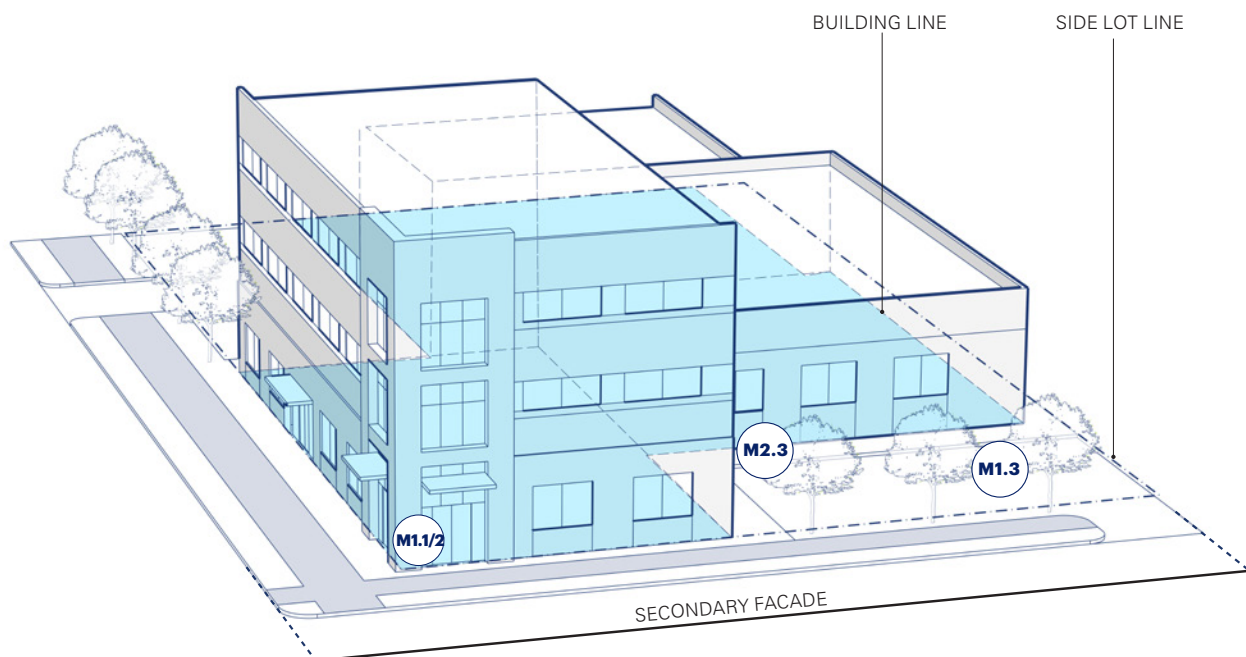 BUILDING LINE
SIDE LOT LINE
M2.3
M1.3
M1.1/2
SECONDARY FACADE